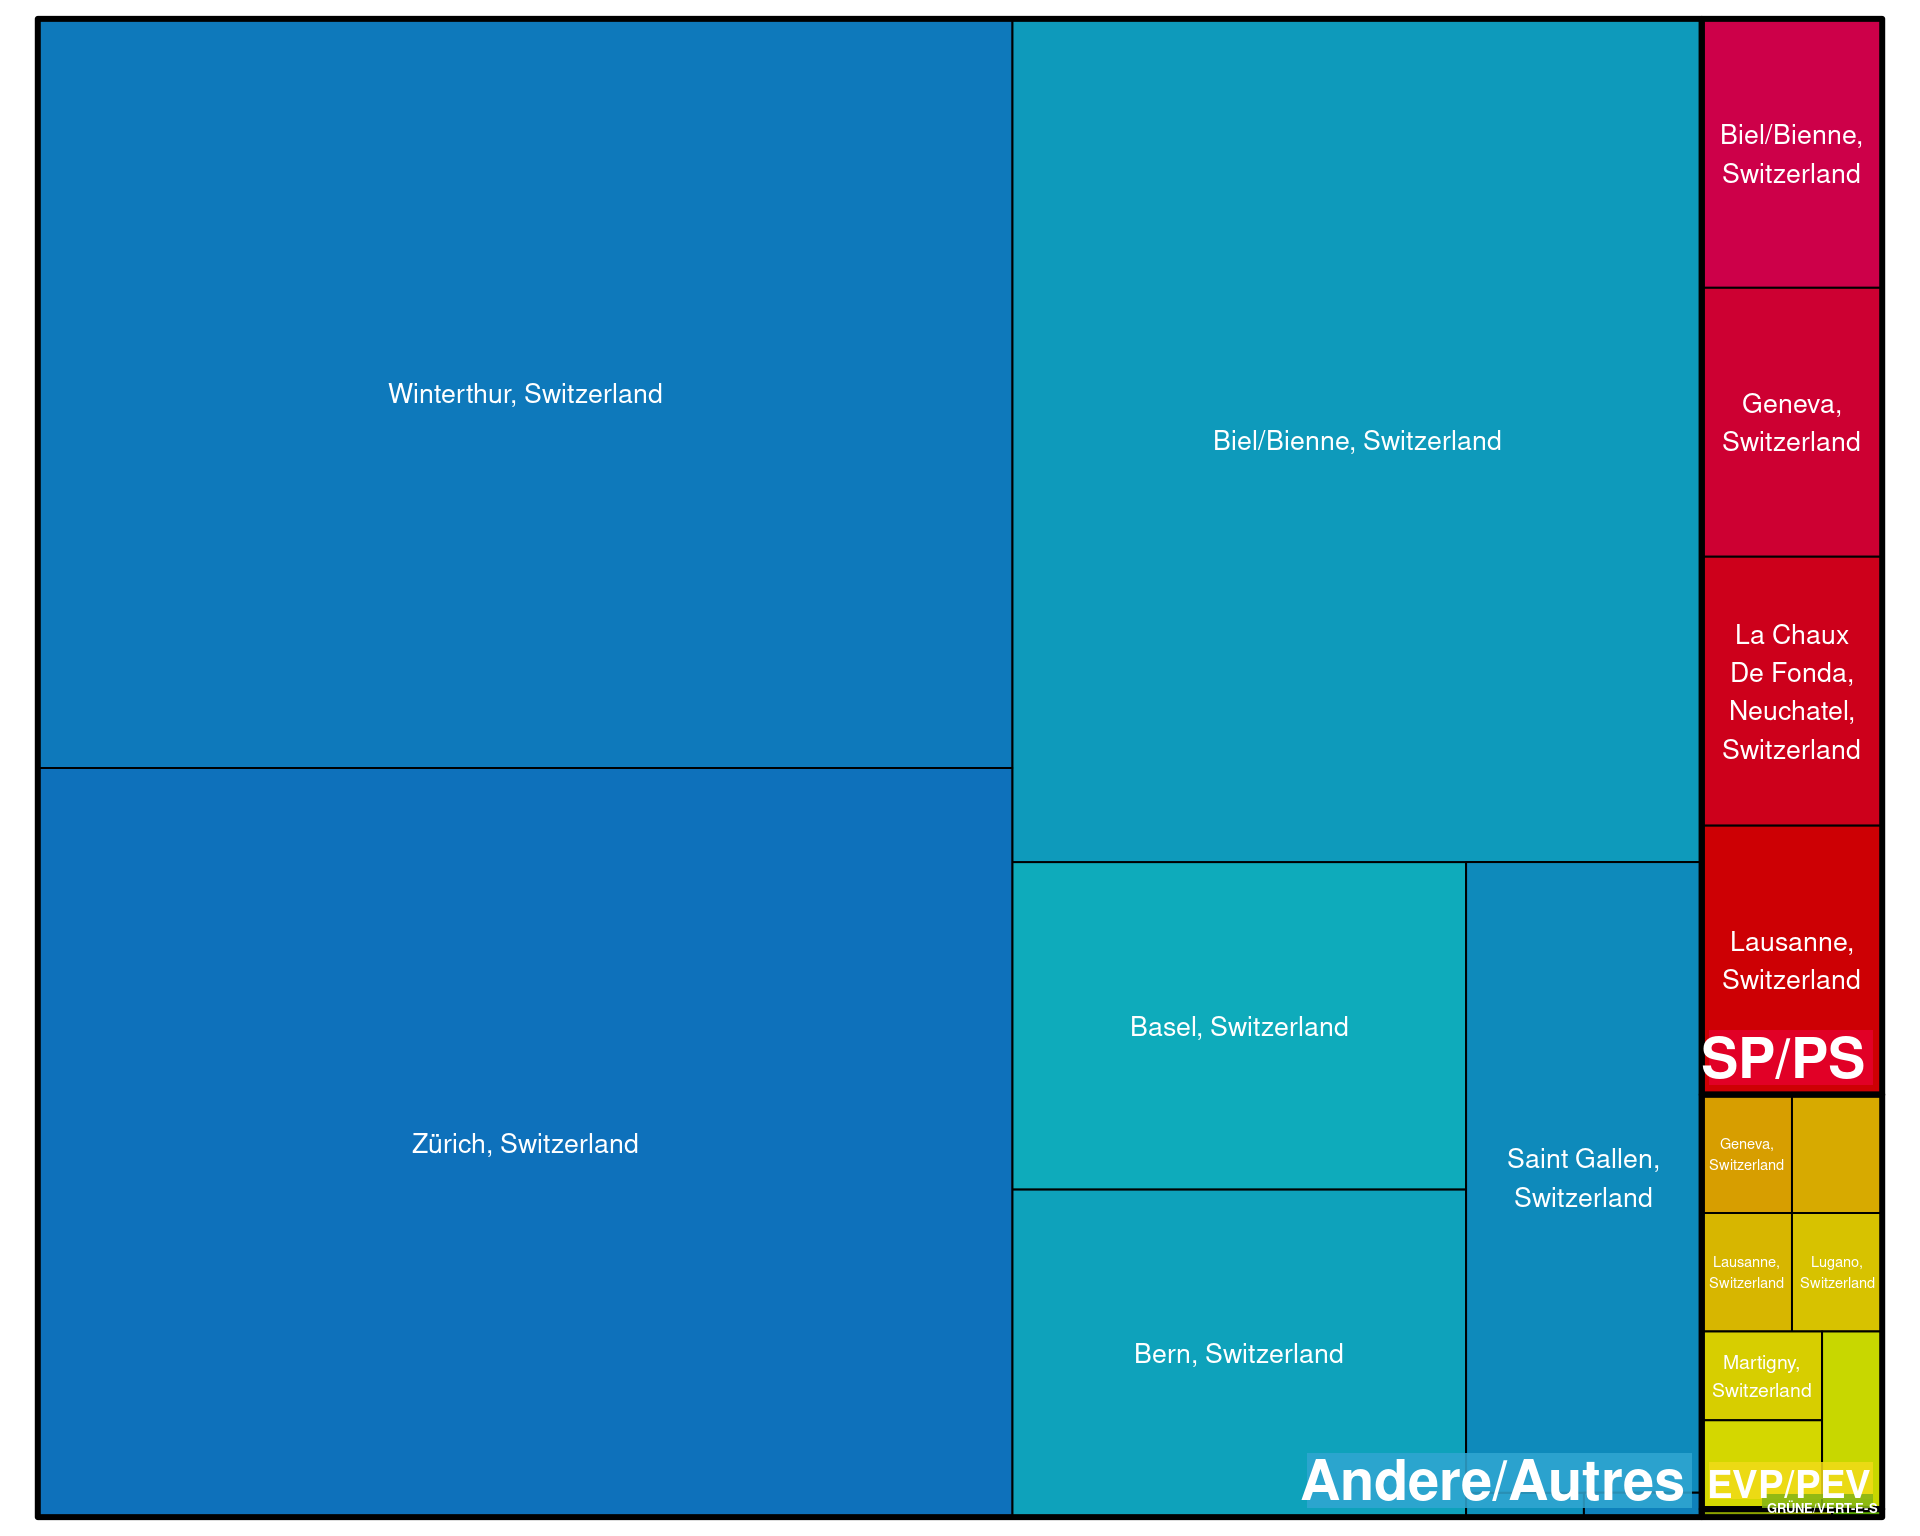 Winterthur, Switzerland
Zürich, Switzerland
Biel/Bienne, Switzerland
Basel, Switzerland
Bern, Switzerland
Saint Gallen,
Switzerland
Andere/Autres
Biel/Bienne,
Switzerland
Geneva,
Switzerland
La Chaux
De Fonda,
Neuchatel,
Switzerland
Lausanne,
Switzerland
SP/PS
Geneva,
Switzerland
Lausanne,
Switzerland
Lugano,
Switzerland
Martigny,
Switzerland
EVP/PEV
GRÜNE/VERT-E-S